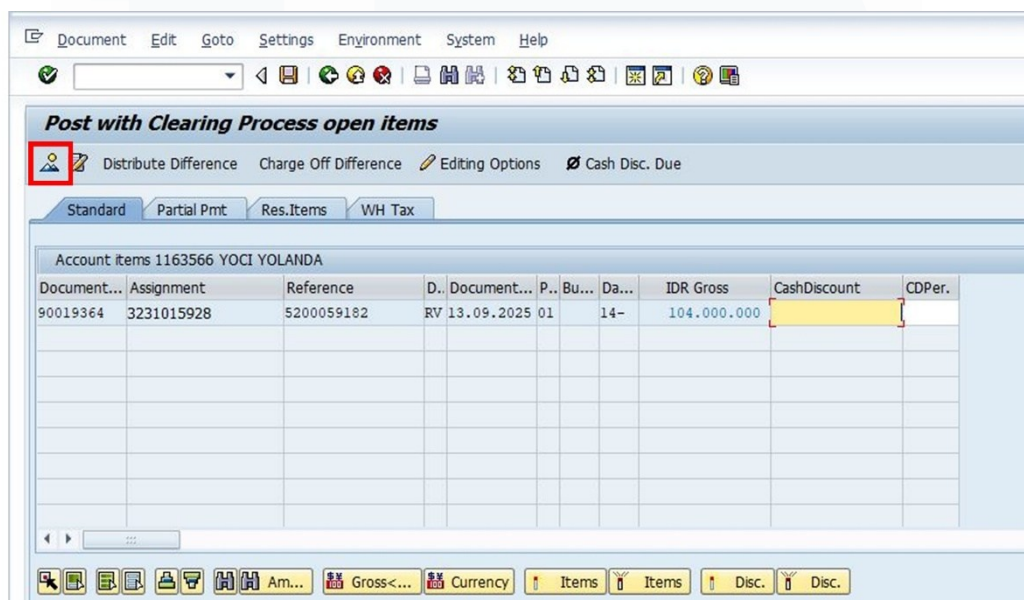 Document Edit Goto Settings Environment System Help
Post with Clearing Process open items
Distribute Difference Charge Off Difference Editing Options Cash Disc. Due
Standard Partial Pmt Res.Items WH Tax
Account items 1163566 YOCI YOLANDA
Document... Assignment Reference D.. Document... P.. Bu... Da... IDR Gross CashDiscount CDPer.
90019364 3231015928 5200059182 RV 13.09.2025 01 14- 104.000.000
Am... Gross<... Currency Items Items Disc. Disc.